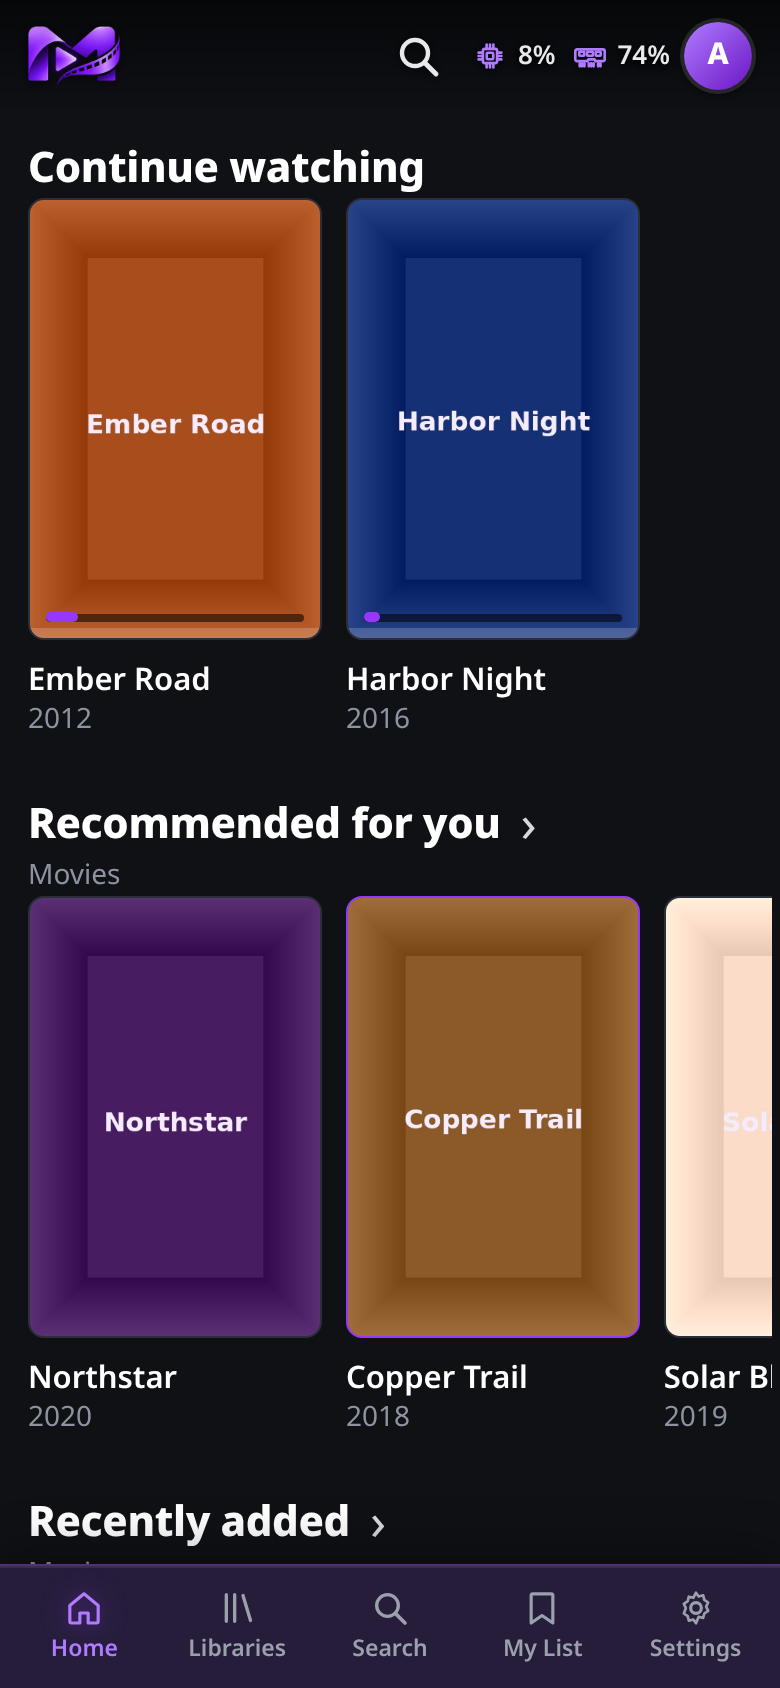 8% 74% A
Continue watching
Ember Road Harbor Night
Ember Road Harbor Night
2012 2016
Recommended for you ›
Movies
Northstar Copper Trail
Northstar Copper Trail Solar
2020 2018 2019
Recently added ›
Home Libraries Search My List Settings